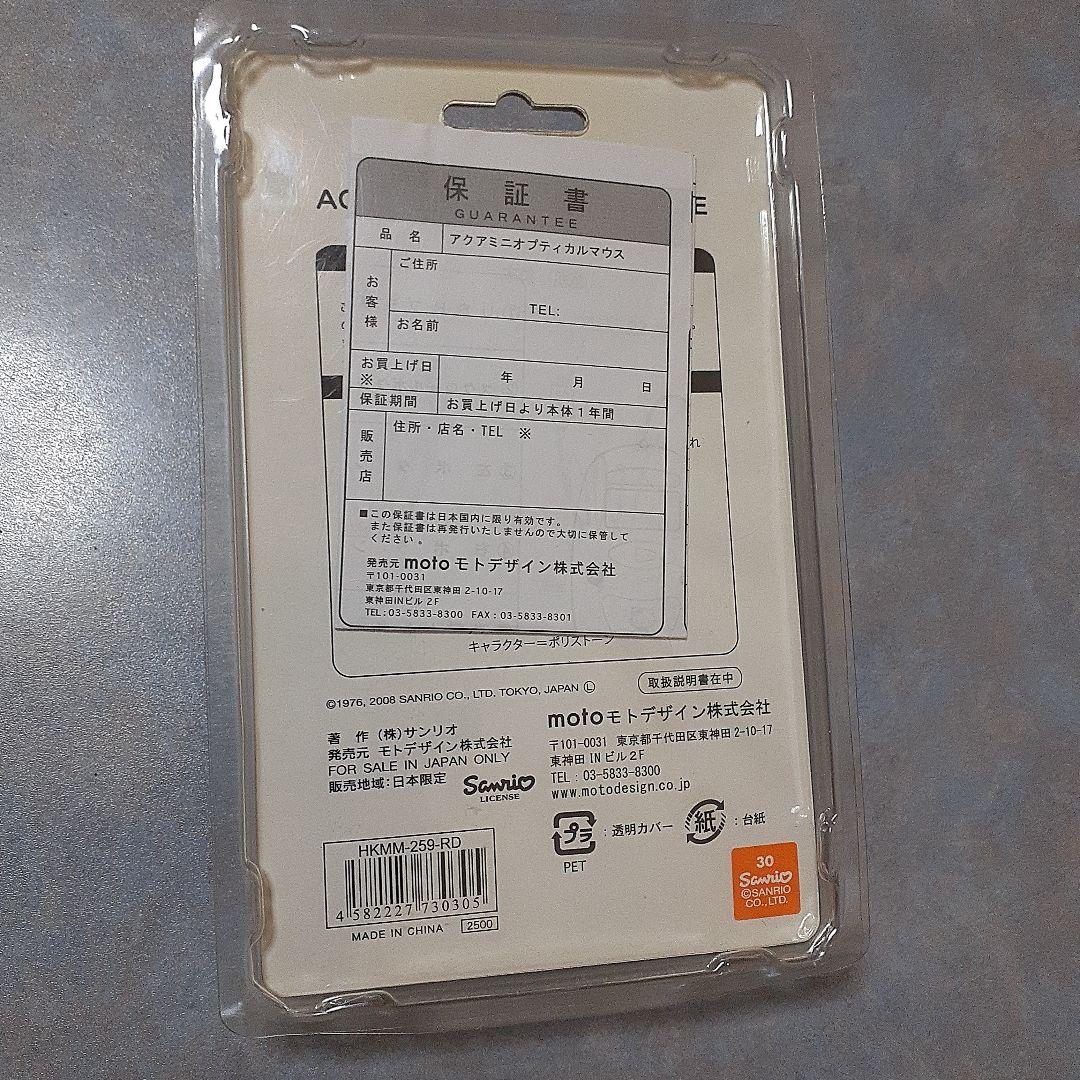 保証書
GUARANTEE
品名 アクアミニオプティカルマウス
お客様
ご住所
TEL:
お名前
お買上げ日※ 年 月 日
保証期間 お買上げ日より本体1年間
販売店
住所・店名・TEL ※
■この保証書は日本国内に限り有効です。
また保証書は再発行いたしませんので大切に保管して
ください。
発売元 moto モトデザイン株式会社
〒101-0031
東京都千代田区東神田 2-10-17
東神田INビル 2F
TEL:03-5833-8300 FAX:03-5833-8301
キャラクター=ポリストーン
取扱説明書在中
©1976, 2008 SANRIO CO., LTD. TOKYO, JAPAN Ⓛ
著 作 (株)サンリオ
発売元 モトデザイン株式会社
FOR SALE IN JAPAN ONLY
販売地域:日本限定
Sanrio
LICENSE
moto モトデザイン株式会社
〒101-0031 東京都千代田区東神田 2-10-17
東神田 IN ビル 2F
TEL:03-5833-8300
www.motodesign.co.jp
プラ :透明カバー 紙 :台紙
PET
HKMM-259-RD
4 582227 730305
MADE IN CHINA 2500
30
Sanrio
©SANRIO
CO.,LTD.